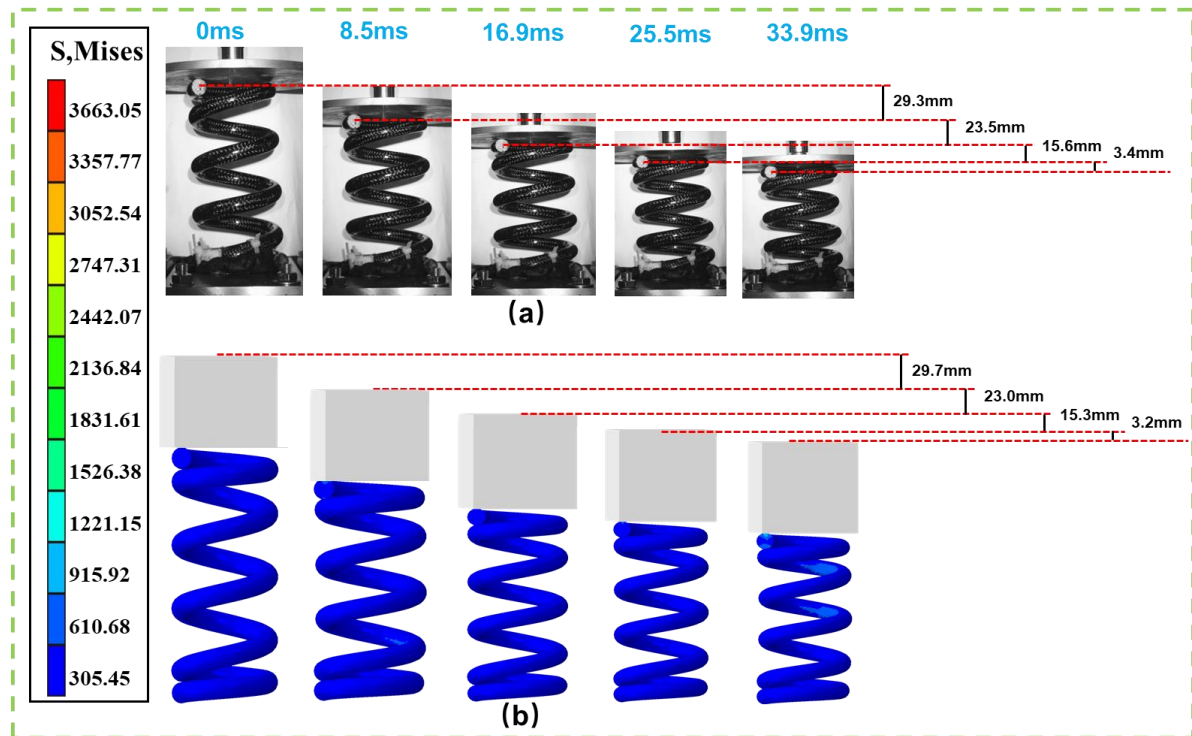 S,Mises
3663.05
3357.77
3052.54
2747.31
2442.07
2136.84
1831.61
1526.38
1221.15
915.92
610.68
305.45
0ms 8.5ms 16.9ms 25.5ms 33.9ms
29.3mm
23.5mm
15.6mm
3.4mm
(a)
29.7mm
23.0mm
15.3mm
3.2mm
(b)